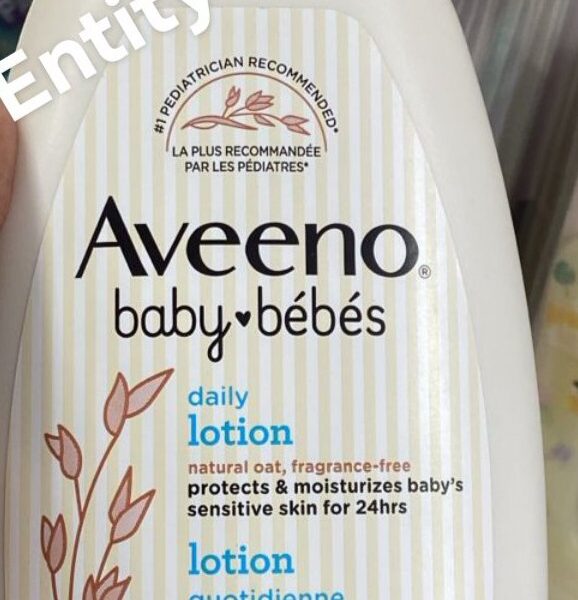 Entity
#1 PEDIATRICIAN RECOMMENDED*
LA PLUS RECOMMANDÉE
PAR LES PÉDIATRES*
Aveeno®
baby♥bébés
daily
lotion
natural oat, fragrance-free
protects & moisturizes baby's
sensitive skin for 24hrs
lotion
quotidienne